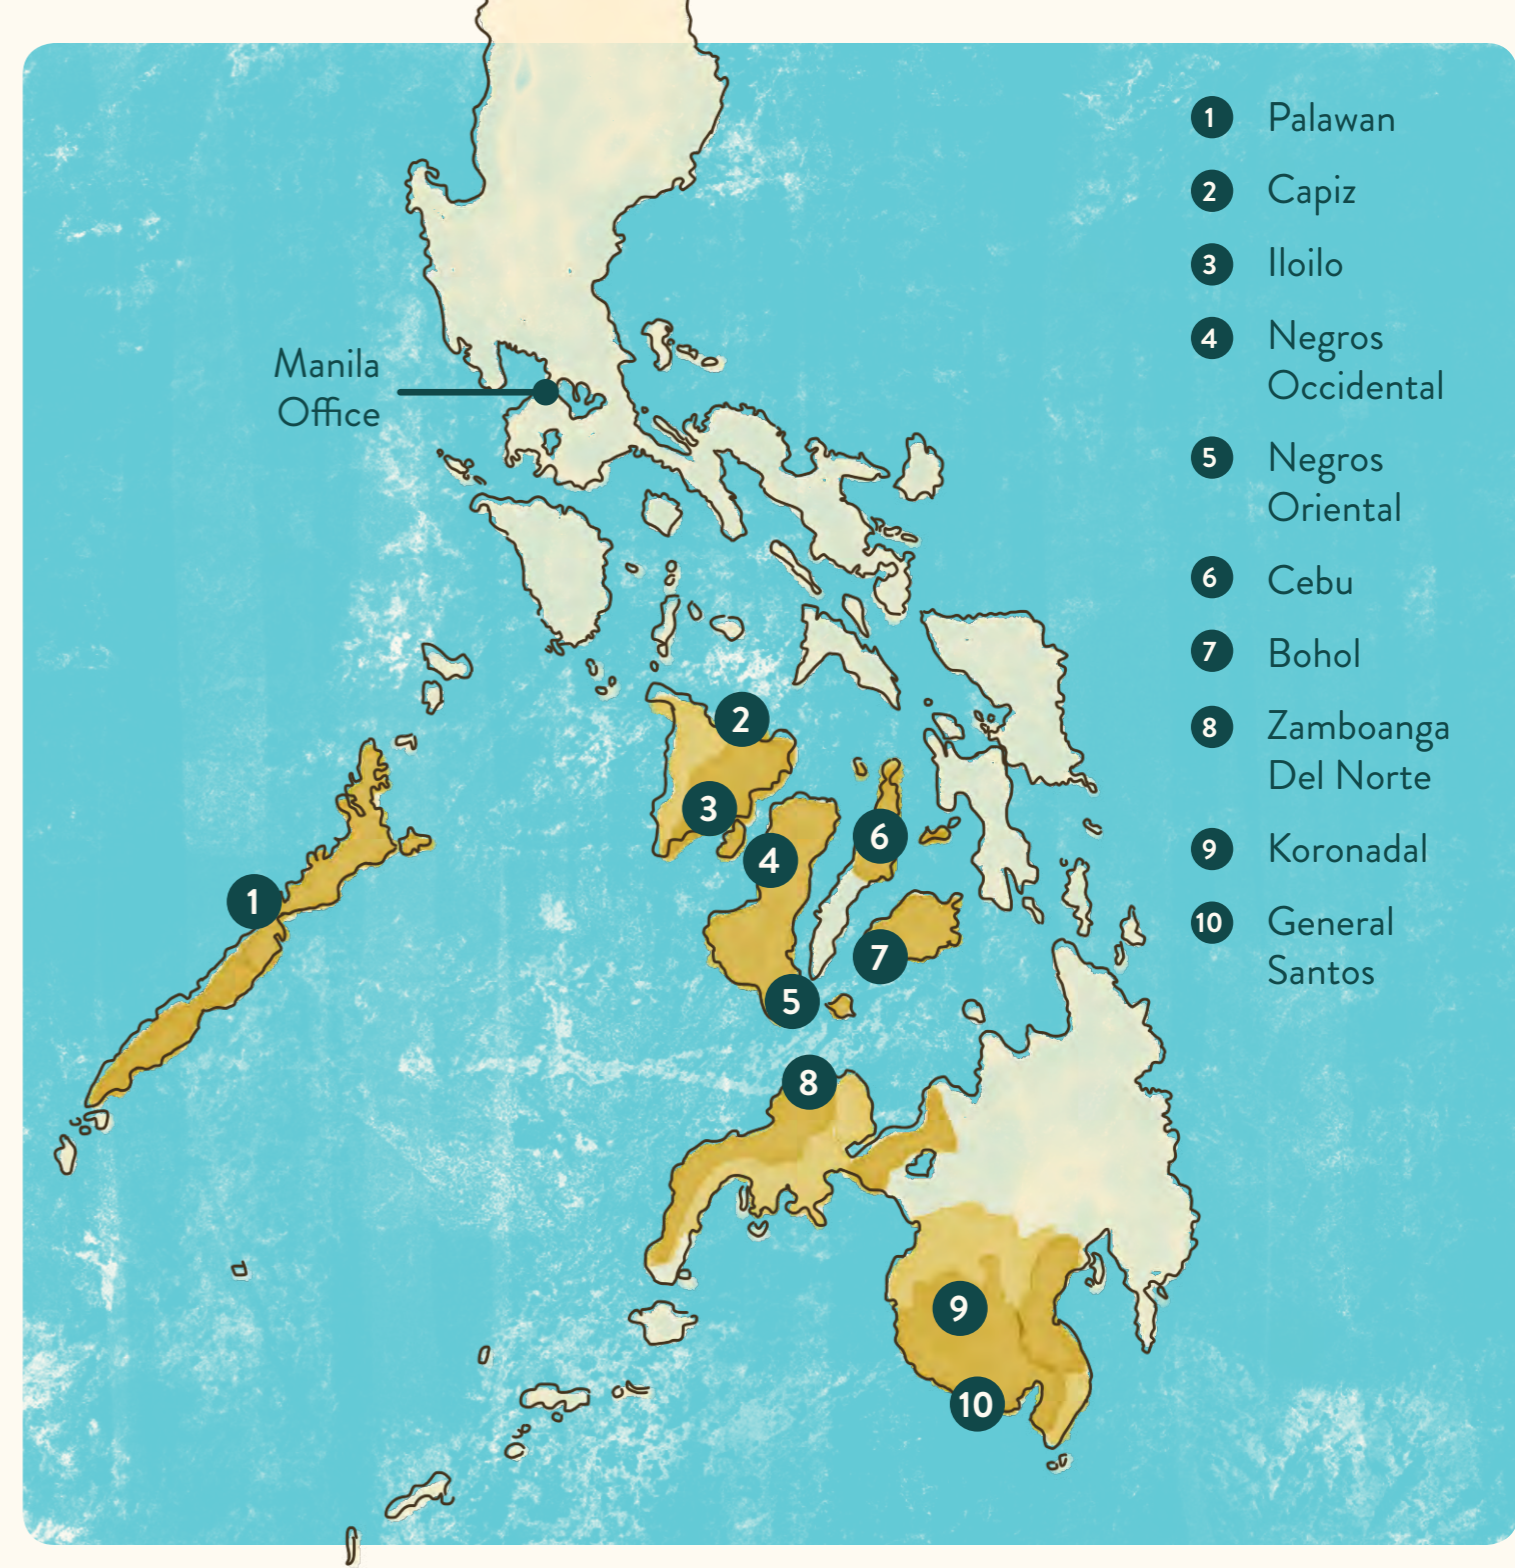 Manila
Office
1 Palawan
2 Capiz
3 Iloilo
4 Negros
Occidental
5 Negros
Oriental
6 Cebu
7 Bohol
8 Zamboanga
Del Norte
9 Koronadal
10 General
Santos
2
3
6
4
1
7
5
8
9
10